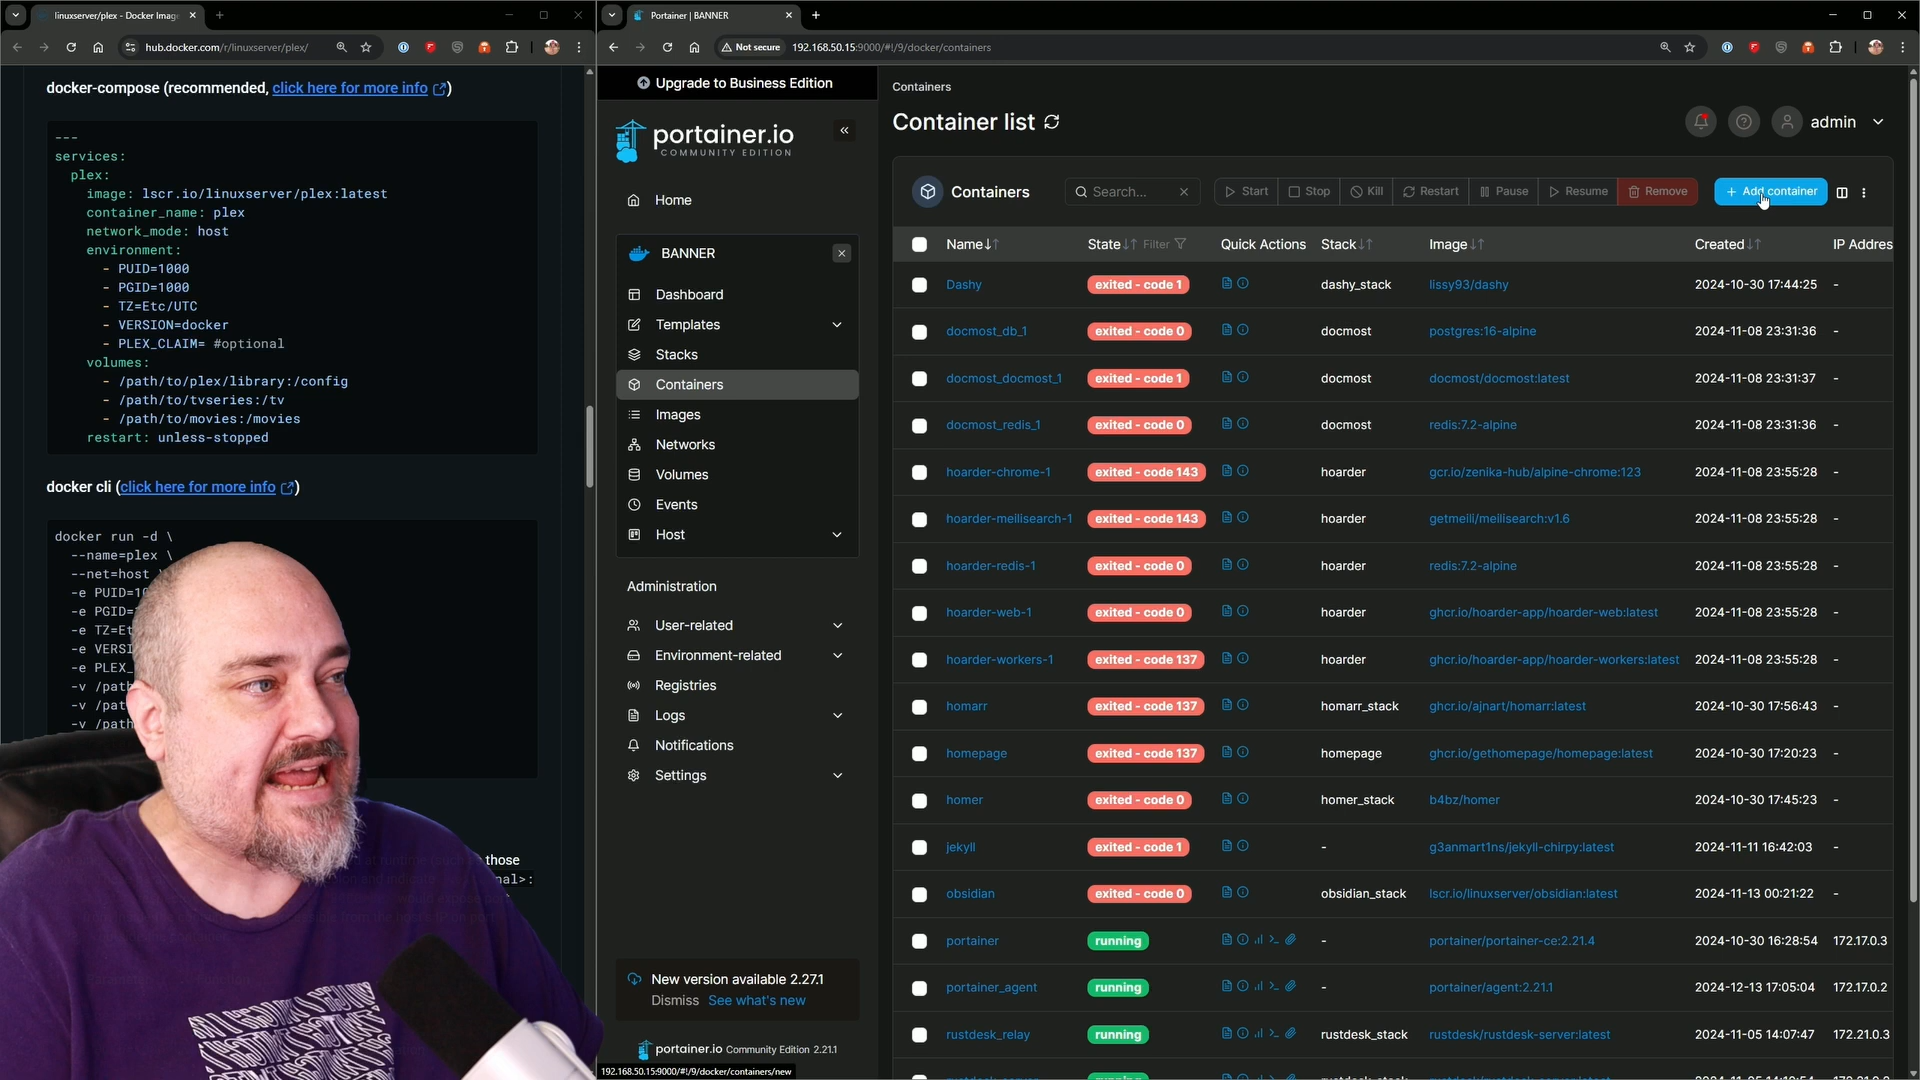 linuxserver/plex - Docker Imag
hub.docker.com/r/linuxserver/plex/
docker-compose (recommended, click here for more info)
---
services:
plex:
image: lscr.io/linuxserver/plex:latest
container_name: plex
network_mode: host
environment:
- PUID=1000
- PGID=1000
- TZ=Etc/UTC
- VERSION=docker
- PLEX_CLAIM= #optional
volumes:
- /path/to/plex/library:/config
- /path/to/tvseries:/tv
- /path/to/movies:/movies
restart: unless-stopped
docker cli (click here for more info)
docker run -d \
--name=plex \
--net=host
-e PUID=10
-e PGID=
-e TZ=Et
-e VERSI
-e PLEX_
-v /path
-v /pat
-v /path
those
nal>:
Portainer | BANNER
Not secure 192.168.50.15:9000/#!/9/docker/containers
Upgrade to Business Edition
portainer.io
COMMUNITY EDITION
Home
BANNER
Dashboard
Templates
Stacks
Containers
Images
Networks
Volumes
Events
Host
Administration
User-related
Environment-related
Registries
Logs
Notifications
Settings
New version available 2.27.1
Dismiss See what's new
portainer.io Community Edition 2.21.1
192.168.50.15:9000/#!/9/docker/containers/new
Containers
Container list
admin
Containers Search... Start Stop Kill Restart Pause Resume Remove + Add container
Name State Filter Quick Actions Stack Image Created IP Addres
Dashy exited - code 1 dashy_stack lissy93/dashy 2024-10-30 17:44:25 -
docmost_db_1 exited - code 0 docmost postgres:16-alpine 2024-11-08 23:31:36 -
docmost_docmost_1 exited - code 1 docmost docmost/docmost:latest 2024-11-08 23:31:37 -
docmost_redis_1 exited - code 0 docmost redis:7.2-alpine 2024-11-08 23:31:36 -
hoarder-chrome-1 exited - code 143 hoarder gcr.io/zenika-hub/alpine-chrome:123 2024-11-08 23:55:28 -
hoarder-meilisearch-1 exited - code 143 hoarder getmeili/meilisearch:v1.6 2024-11-08 23:55:28 -
hoarder-redis-1 exited - code 0 hoarder redis:7.2-alpine 2024-11-08 23:55:28 -
hoarder-web-1 exited - code 0 hoarder ghcr.io/hoarder-app/hoarder-web:latest 2024-11-08 23:55:28 -
hoarder-workers-1 exited - code 137 hoarder ghcr.io/hoarder-app/hoarder-workers:latest 2024-11-08 23:55:28 -
homarr exited - code 137 homarr_stack ghcr.io/ajnart/homarr:latest 2024-10-30 17:56:43 -
homepage exited - code 137 homepage ghcr.io/gethomepage/homepage:latest 2024-10-30 17:20:23 -
homer exited - code 0 homer_stack b4bz/homer 2024-10-30 17:45:23 -
jekyll exited - code 1 - g3anmart1ns/jekyll-chirpy:latest 2024-11-11 16:42:03 -
obsidian exited - code 0 obsidian_stack lscr.io/linuxserver/obsidian:latest 2024-11-13 00:21:22 -
portainer running - portainer/portainer-ce:2.21.4 2024-10-30 16:28:54 172.17.0.3
portainer_agent running - portainer/agent:2.21.1 2024-12-13 17:05:04 172.17.0.2
rustdesk_relay running rustdesk_stack rustdesk/rustdesk-server:latest 2024-11-05 14:07:47 172.21.0.3